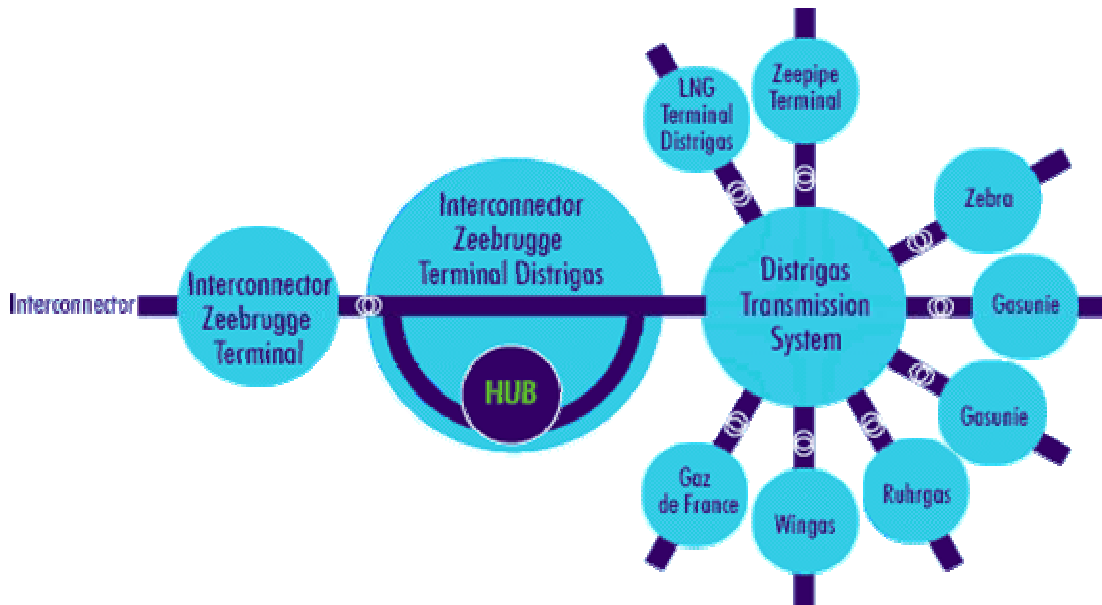 Interconnector
Interconnector
Zeebrugge
Terminal
Interconnector
Zeebrugge
Terminal Distrigas
HUB
LNG
Terminal
Distrigas
Zeepipe
Terminal
Zebra
Distrigas
Transmission
System
Gasunie
Gasunie
Ruhrgas
Wingas
Gaz
de France